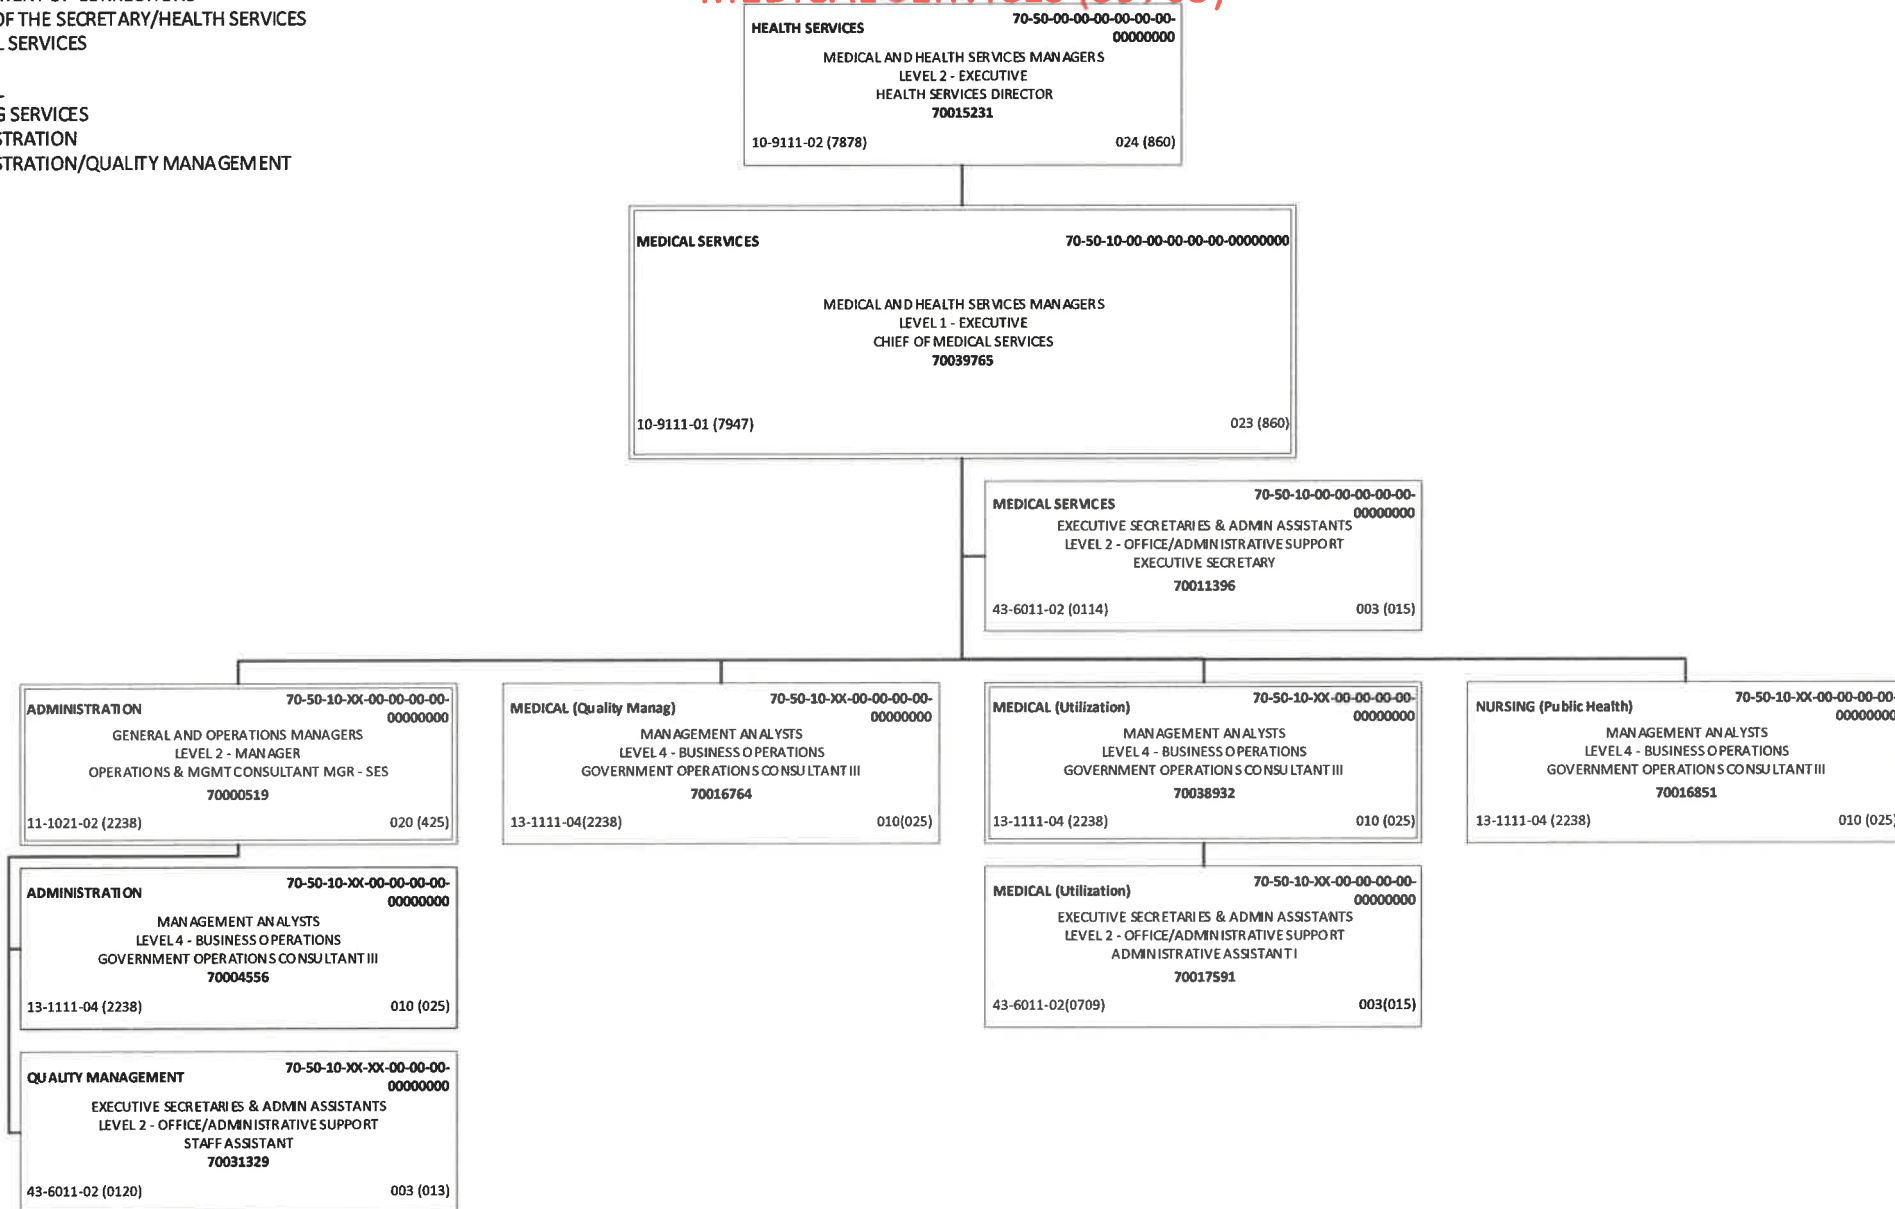 OF THE SECRETARY/HEALTH SERVICES
SERVICES
SERVICES
QUALITY MANAGEMENT
HEALTH SERVICES
70-50-00-00-00-00-00-00-
00000000
MEDICAL AND HEALTH SERVICES MANAGERS
LEVEL 2 - EXECUTIVE
HEALTH SERVICES DIRECTOR
70015231
10-9111-02 (7878)
024 (860)
MEDICAL SERVICES
70-50-10-00-00-00-00-00-00000000
MEDICAL AND HEALTH SERVICES MANAGERS
LEVEL 1 - EXECUTIVE
CHIEF OF MEDICAL SERVICES
70039765
10-9111-01 (7947)
023 (860)
MEDICAL SERVICES
70-50-10-00-00-00-00-00-
00000000
EXECUTIVE SECRETARIES & ADMIN ASSISTANTS
LEVEL 2 - OFFICE/ADMINISTRATIVE SUPPORT
EXECUTIVE SECRETARY
70011396
43-6011-02 (0114)
003 (015)
ADMINISTRATION
70-50-10-XX-00-00-00-00-
00000000
GENERAL AND OPERATIONS MANAGERS
LEVEL 2 - MANAGER
OPERATIONS & MGMT CONSULTANT MGR - SES
70000519
11-1021-02 (2238)
020 (425)
MEDICAL (Quality Manag)
70-50-10-XX-00-00-00-00-
00000000
MANAGEMENT ANALYSTS
LEVEL 4 - BUSINESS OPERATIONS
GOVERNMENT OPERATIONS CONSULTANT III
70016764
13-1111-04(2238)
010(025)
MEDICAL (Utilization)
70-50-10-XX-00-00-00-00-
00000000
MANAGEMENT ANALYSTS
LEVEL 4 - BUSINESS OPERATIONS
GOVERNMENT OPERATIONS CONSULTANT III
70038932
13-1111-04 (2238)
010 (025)
NURSING (Public Health)
70-50-10-XX-00-00-00-00-
00000000
MANAGEMENT ANALYSTS
LEVEL 4 - BUSINESS OPERATIONS
GOVERNMENT OPERATIONS CONSULTANT III
70016851
13-1111-04 (2238)
010 (025)
ADMINISTRATION
70-50-10-XX-00-00-00-00-
00000000
MANAGEMENT ANALYSTS
LEVEL 4 - BUSINESS OPERATIONS
GOVERNMENT OPERATIONS CONSULTANT III
70004556
13-1111-04 (2238)
010 (025)
MEDICAL (Utilization)
70-50-10-XX-00-00-00-00-
00000000
EXECUTIVE SECRETARIES & ADMIN ASSISTANTS
LEVEL 2 - OFFICE/ADMINISTRATIVE SUPPORT
ADMINISTRATIVE ASSISTANT I
70017591
43-6011-02(0709)
003(015)
QUALITY MANAGEMENT
70-50-10-XX-XX-00-00-00-
00000000
EXECUTIVE SECRETARIES & ADMIN ASSISTANTS
LEVEL 2 - OFFICE/ADMINISTRATIVE SUPPORT
STAFF ASSISTANT
70031329
43-6011-02 (0120)
003 (013)